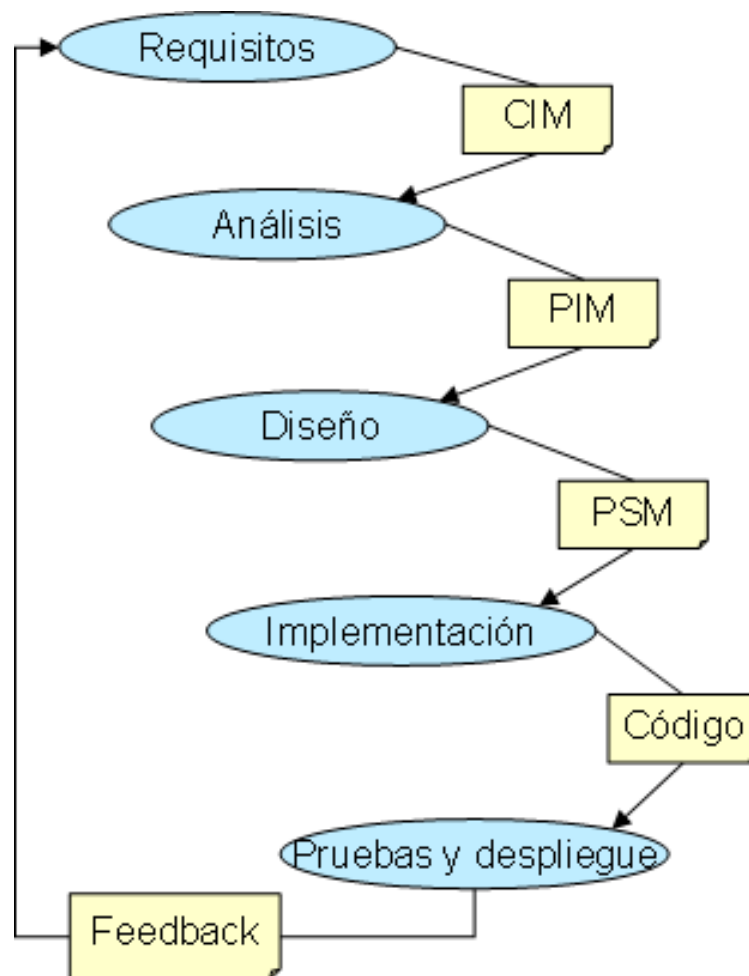 Requisitos
CIM
Análisis
PIM
Diseño
PSM
Implementación
Código
Pruebas y despliegue
Feedback